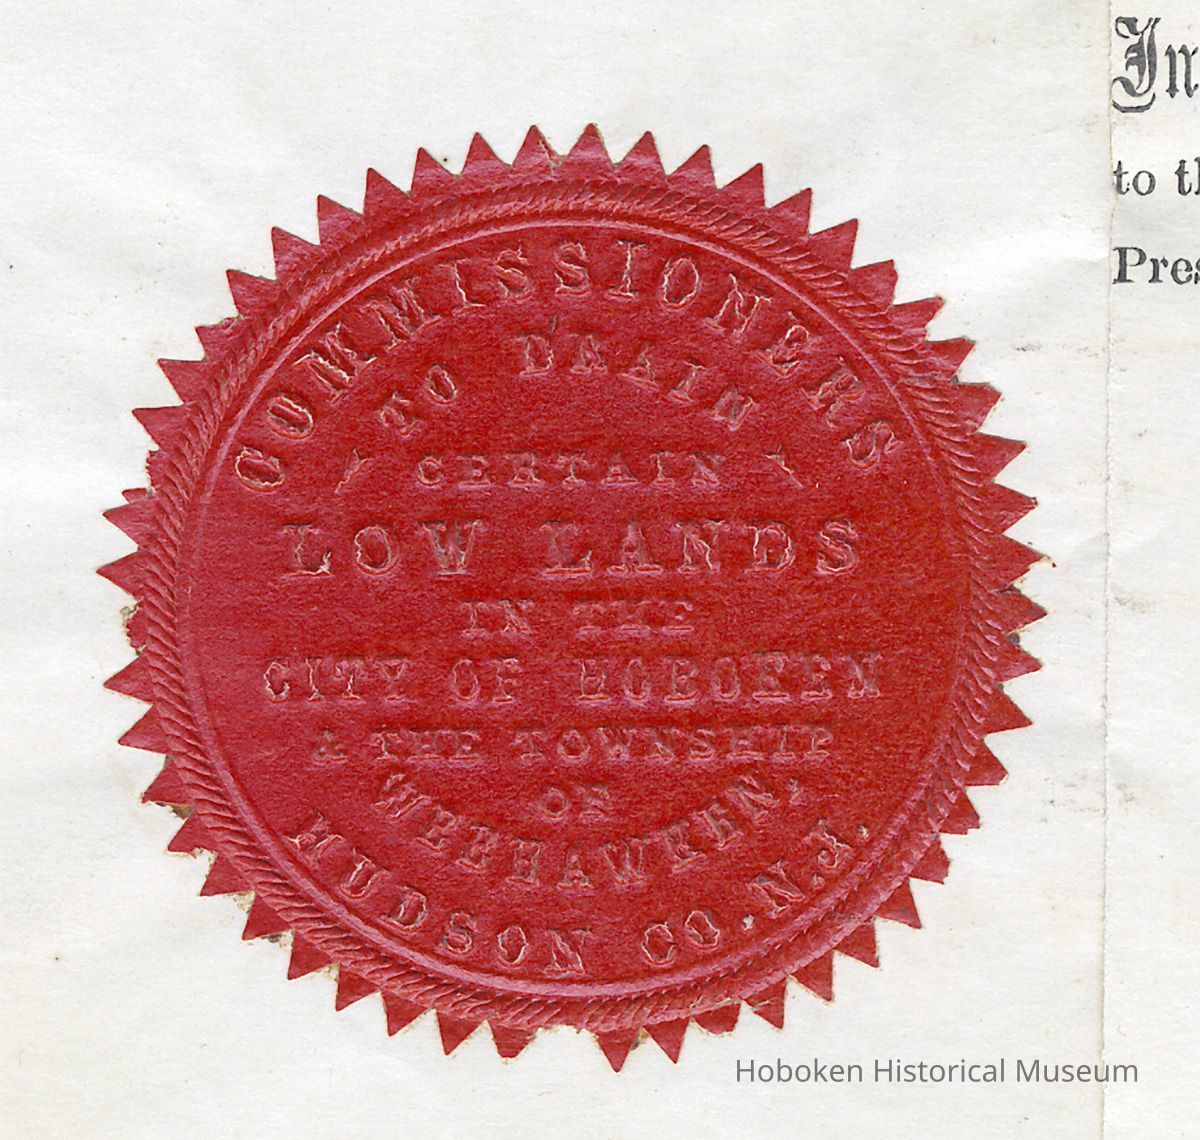 COMMISSIONERS
TO DRAIN
CERTAIN
LOW LANDS
IN THE
CITY OF HOBOKEN
& THE TOWNSHIP
OF
WEEHAWKEN,
HUDSON CO. N.J.
In
to th
Pres
Hoboken Historical Museum